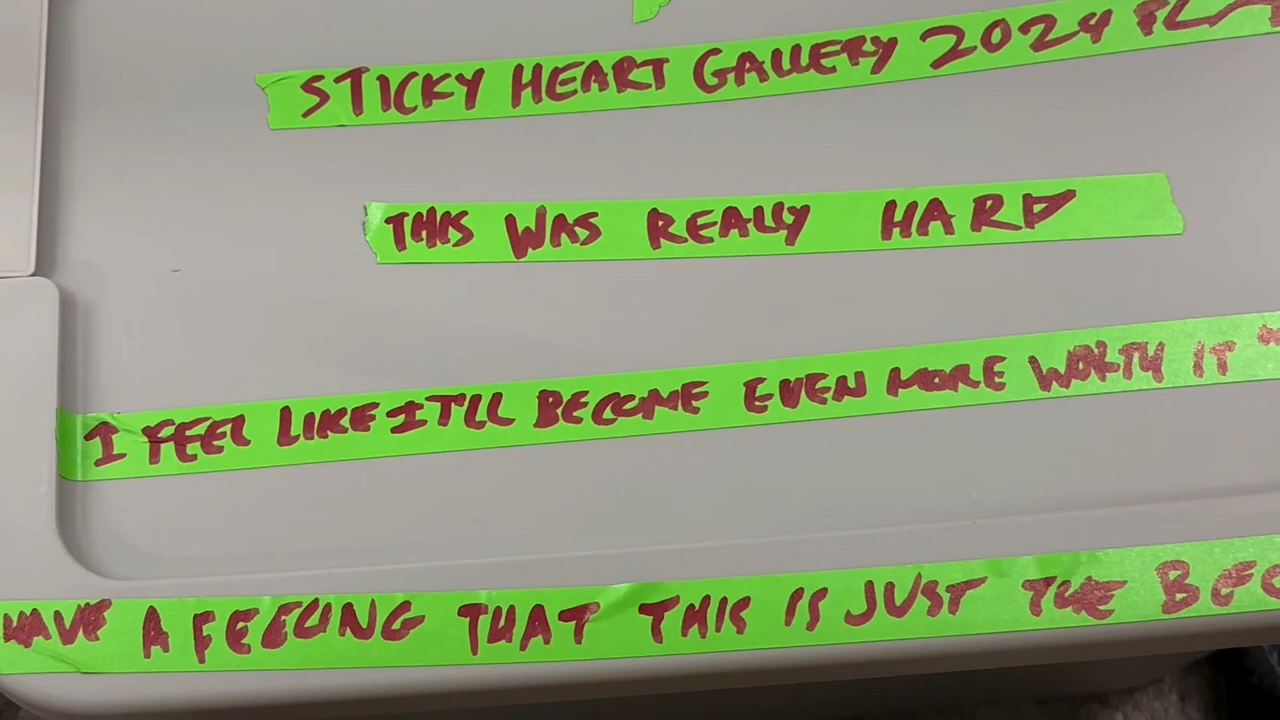 STICKY HEART GALLERY 2024
THIS WAS REALLY HARD
I FEEL LIKE IT'LL BECOME EVEN MORE WORTH IT
HAVE A FEELING THAT THIS IS JUST THE